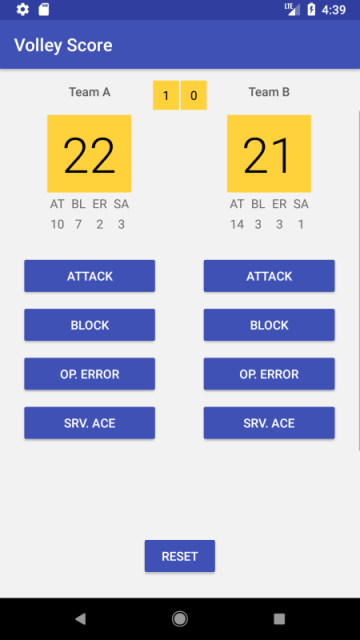 LTE 4:39
Volley Score
Team A 1 0 Team B
22 21
AT BL ER SA AT BL ER SA
10 7 2 3 14 3 3 1
ATTACK ATTACK
BLOCK BLOCK
OP. ERROR OP. ERROR
SRV. ACE SRV. ACE
RESET